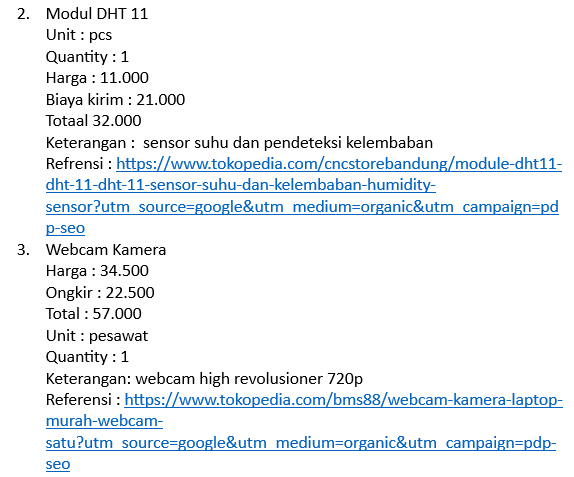 2. Modul DHT 11
Unit : pcs
Quantity : 1
Harga : 11.000
Biaya kirim : 21.000
Totaal 32.000
Keterangan :  sensor suhu dan pendeteksi kelembaban
Refrensi : https://www.tokopedia.com/cncstorebandung/module-dht11-
dht-11-dht-11-sensor-suhu-dan-kelembaban-humidity-
sensor?utm_source=google&utm_medium=organic&utm_campaign=pd
p-seo
3. Webcam Kamera
Harga : 34.500
Ongkir : 22.500
Total : 57.000
Unit : pesawat
Quantity : 1
Keterangan: webcam high revolusioner 720p
Referensi : https://www.tokopedia.com/bms88/webcam-kamera-laptop-
murah-webcam-
satu?utm_source=google&utm_medium=organic&utm_campaign=pdp-
seo